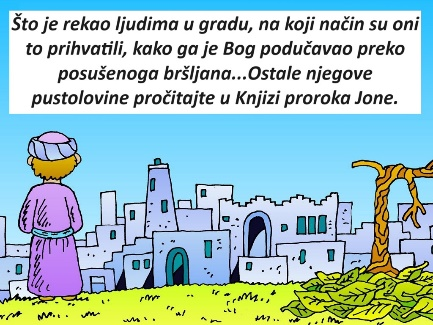 Što je rekao ljudima u gradu, na koji način su oni
to prihvatili, kako ga je Bog podučavao preko
posušenoga bršljana...Ostale njegove
pustolovine pročitajte u Knjizi proroka Jone.